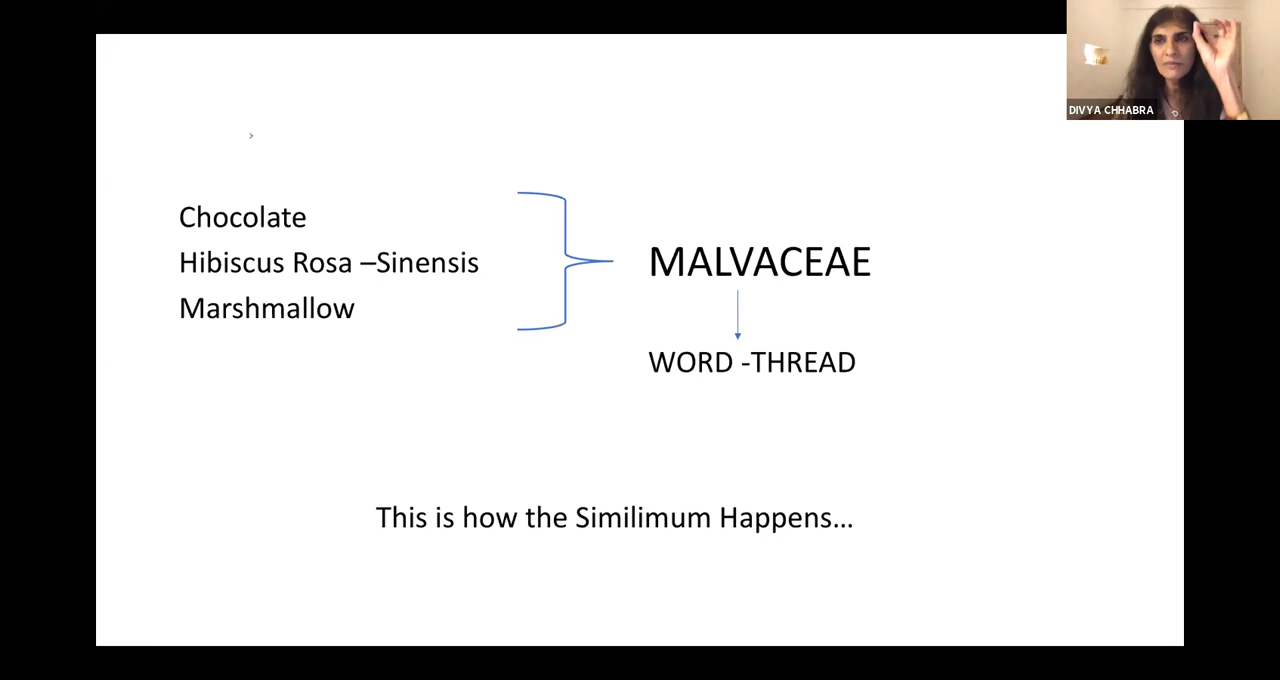 DIVYA CHHABRA
Chocolate
Hibiscus Rosa –Sinensis
Marshmallow
MALVACEAE
WORD -THREAD
This is how the Similimum Happens...